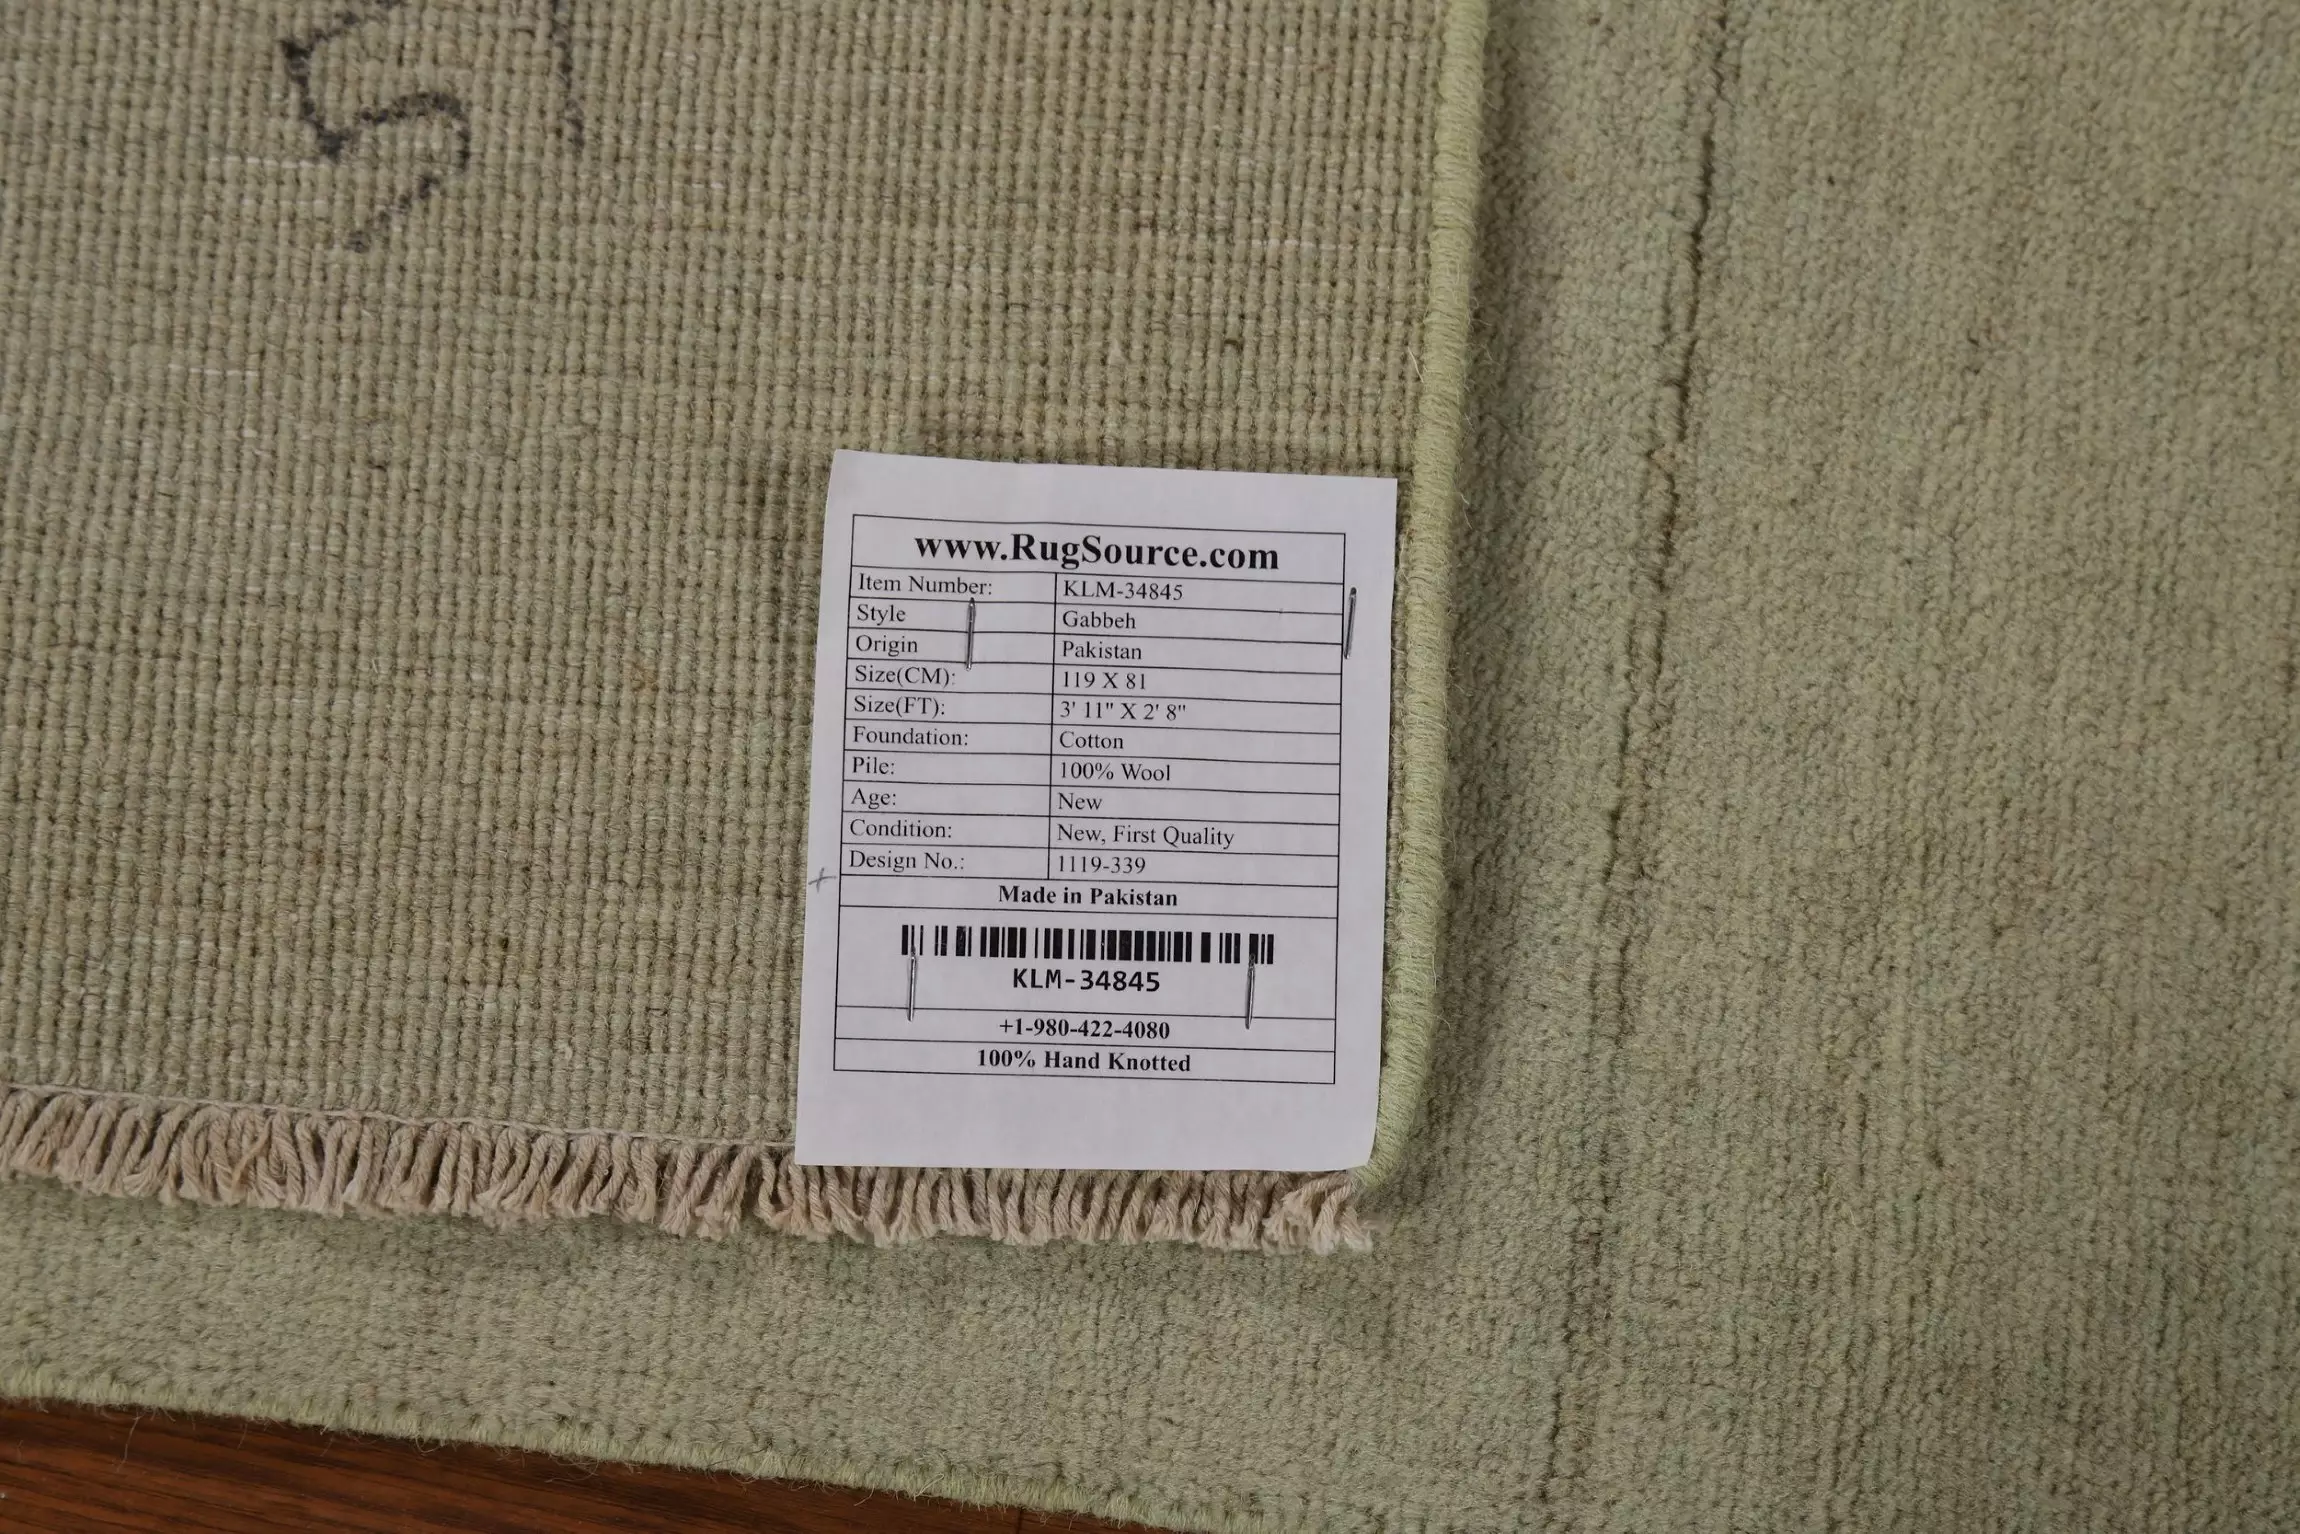 www.RugSource.com
Item Number: KLM-34845
Style Gabbeh
Origin Pakistan
Size(CM): 119 X 81
Size(FT): 3' 11" X 2' 8"
Foundation: Cotton
Pile: 100% Wool
Age: New
Condition: New, First Quality
Design No.: 1119-339
Made in Pakistan
KLM-34845
+1-980-422-4080
100% Hand Knotted